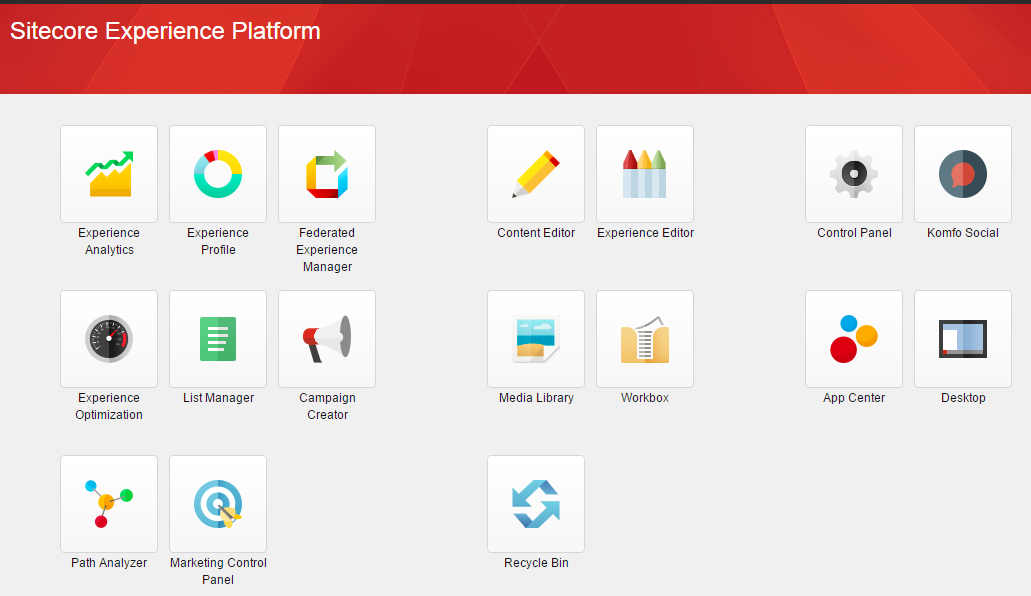 Sitecore Experience Platform
Experience
Analytics
Experience
Profile
Federated
Experience
Manager
Content Editor
Experience Editor
Control Panel
Komfo Social
Experience
Optimization
List Manager
Campaign
Creator
Media Library
Workbox
App Center
Desktop
Path Analyzer
Marketing Control
Panel
Recycle Bin